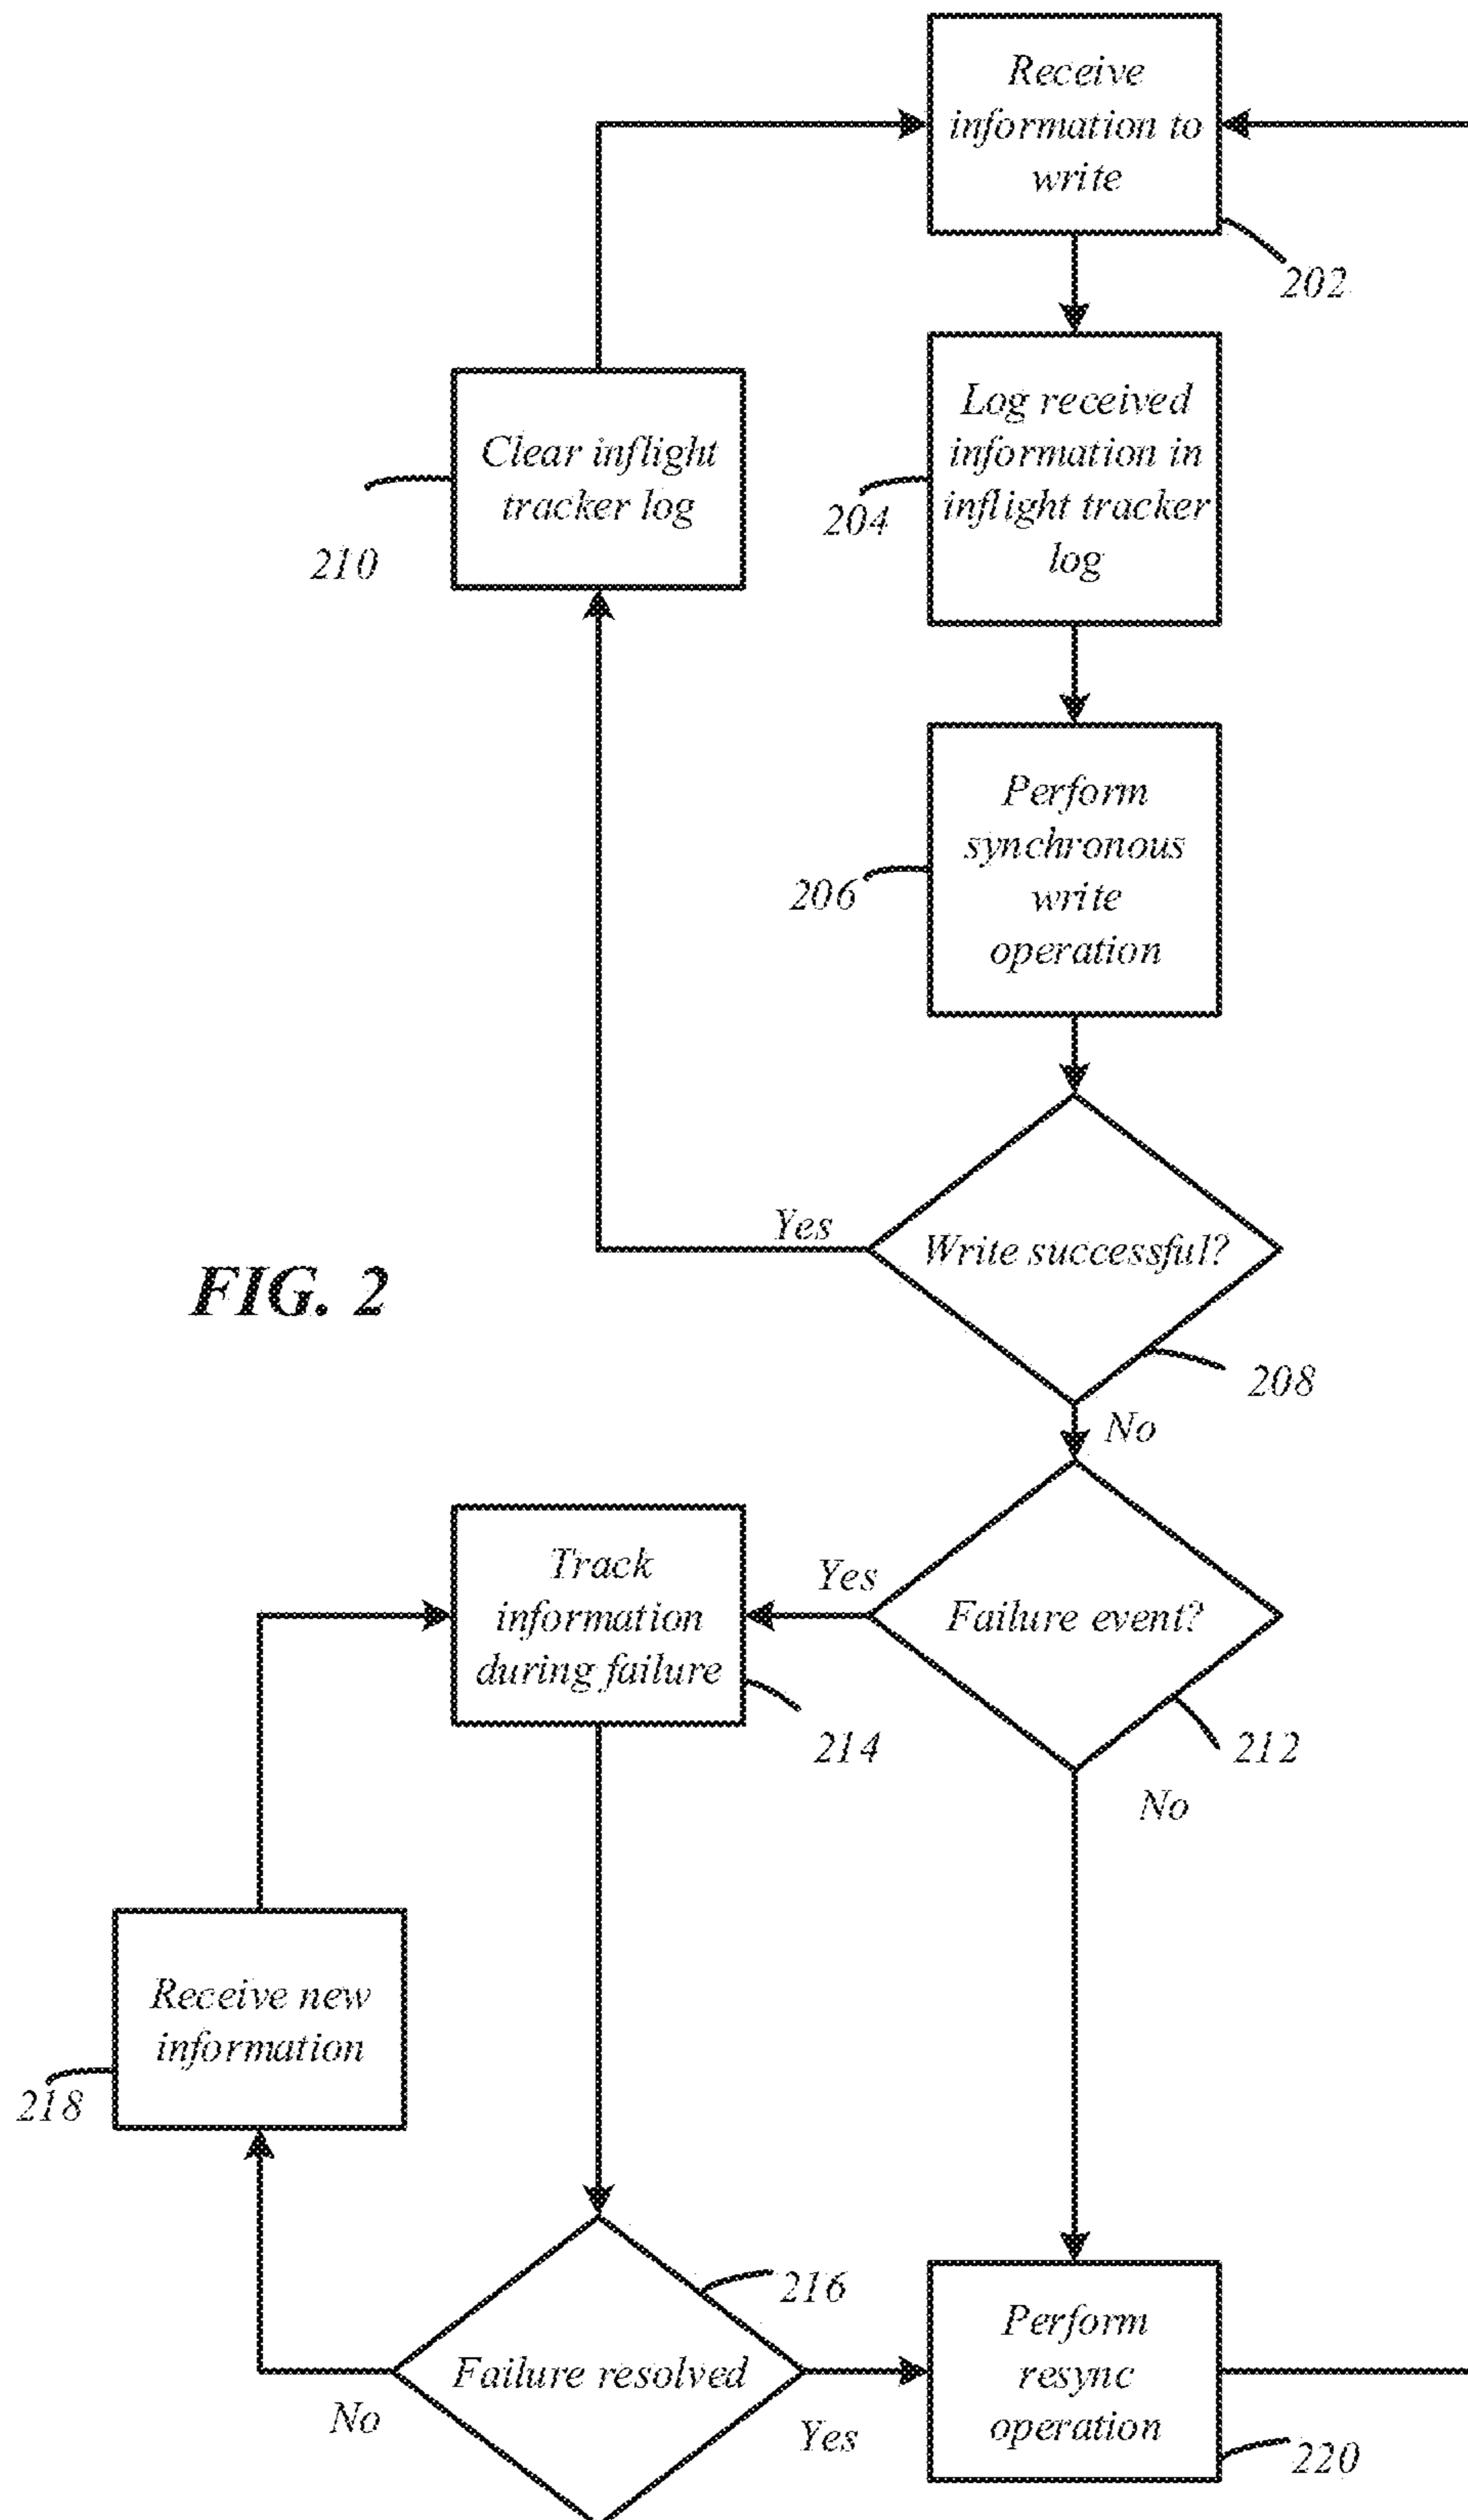 Receive
information to
write
202
Log received
information in
inflight tracker
log
204
Clear inflight
tracker log
210
Perform
synchronous
write
operation
206
Yes
Write successful?
208
No
FIG. 2
Track
information
during failure
214
Yes
Failure event?
212
No
Receive new
information
218
216
Failure resolved
No
Yes
Perform
resync
operation
220